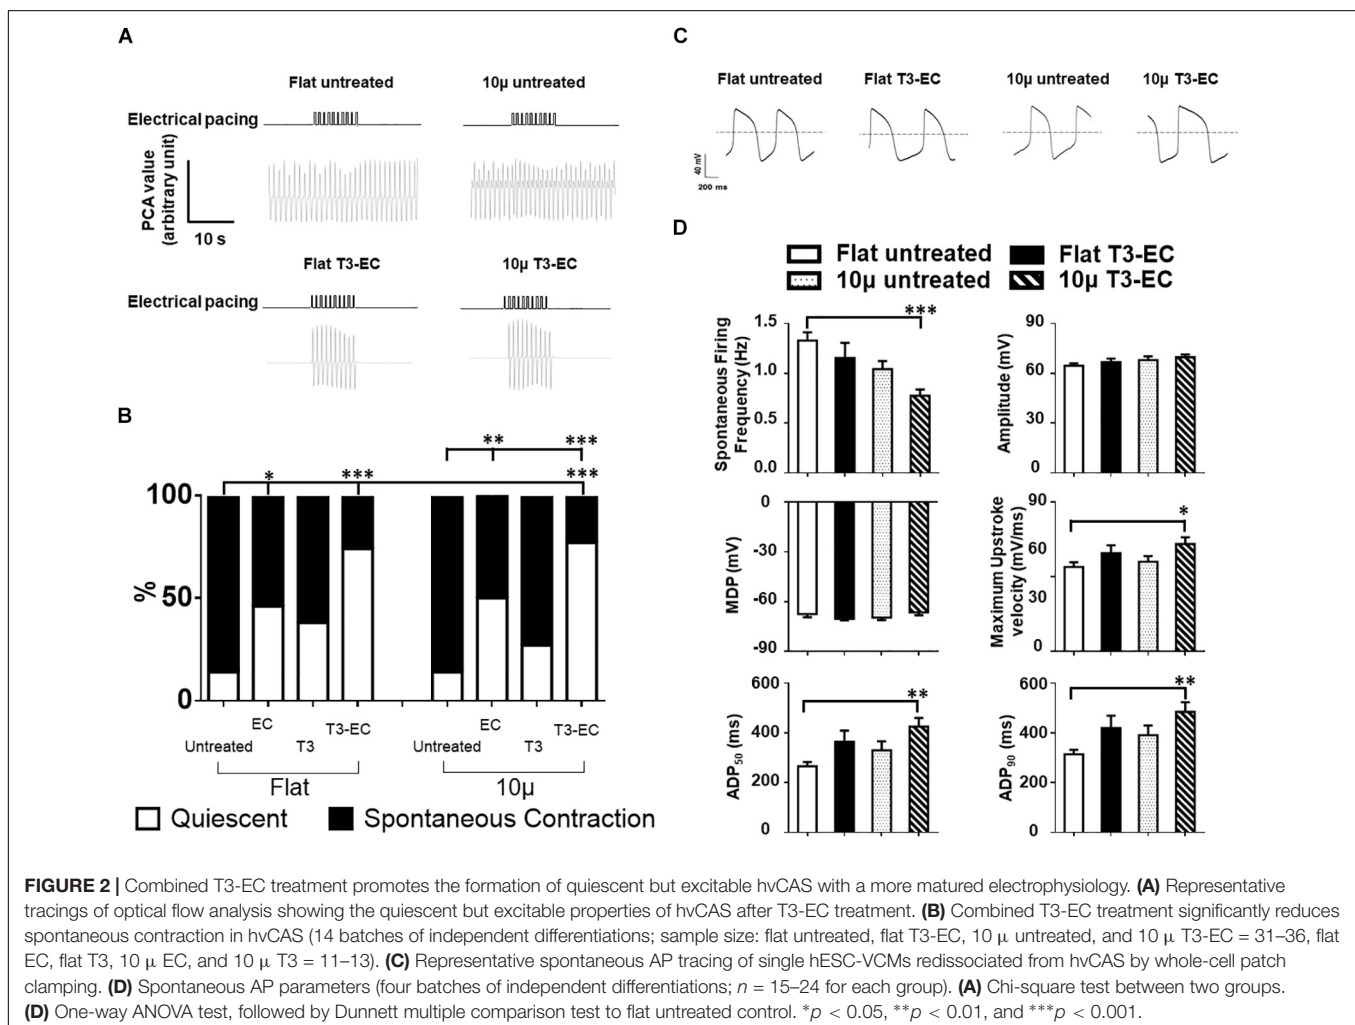 A
Flat untreated
10μ untreated
Electrical pacing
PCA value
(arbitrary unit)
10 s
Flat T3-EC
10μ T3-EC
Electrical pacing
B
*
***
**
***
***
100
50
0
%
Untreated
EC
T3
T3-EC
Untreated
EC
T3
T3-EC
Flat
10μ
Quiescent
Spontaneous Contraction
C
Flat untreated
Flat T3-EC
10μ untreated
10μ T3-EC
40 mV
200 ms
D
Flat untreated
Flat T3-EC
10μ untreated
10μ T3-EC
Spontaneous Firing
Frequency (Hz)
1.5
1.0
0.5
0.0
***
Amplitude (mV)
90
60
30
0
MDP (mV)
0
-30
-60
-90
Maximum Upstroke
velocity (mV/ms)
90
60
30
0
*
ADP50 (ms)
600
400
200
0
**
ADP90 (ms)
600
400
200
0
**
FIGURE 2 | Combined T3-EC treatment promotes the formation of quiescent but excitable hvCAS with a more matured electrophysiology. (A) Representative
tracings of optical flow analysis showing the quiescent but excitable properties of hvCAS after T3-EC treatment. (B) Combined T3-EC treatment significantly reduces
spontaneous contraction in hvCAS (14 batches of independent differentiations; sample size: flat untreated, flat T3-EC, 10 μ untreated, and 10 μ T3-EC = 31–36, flat
EC, flat T3, 10 μ EC, and 10 μ T3 = 11–13). (C) Representative spontaneous AP tracing of single hESC-VCMs redissociated from hvCAS by whole-cell patch
clamping. (D) Spontaneous AP parameters (four batches of independent differentiations; n = 15–24 for each group). (A) Chi-square test between two groups.
(D) One-way ANOVA test, followed by Dunnett multiple comparison test to flat untreated control. *p < 0.05, **p < 0.01, and ***p < 0.001.